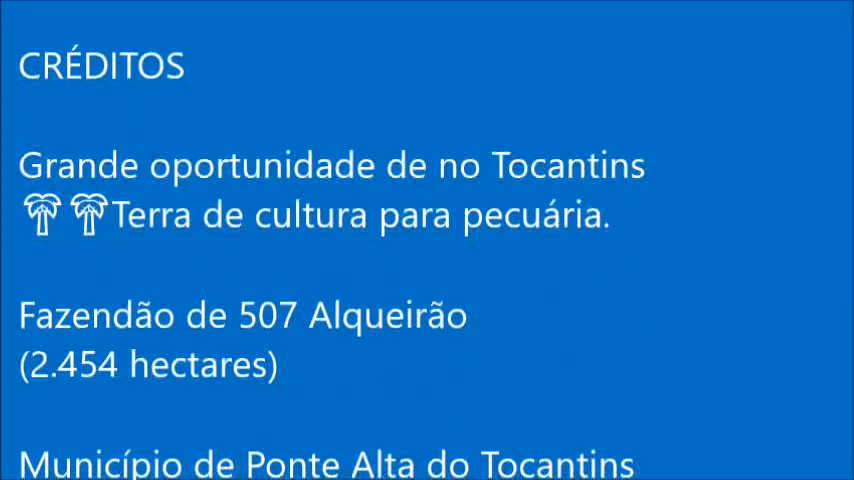 CRÉDITOS
Grande oportunidade de no Tocantins
🌴🌴Terra de cultura para pecuária.
Fazendão de 507 Alqueirão
(2.454 hectares)
Município de Ponte Alta do Tocantins